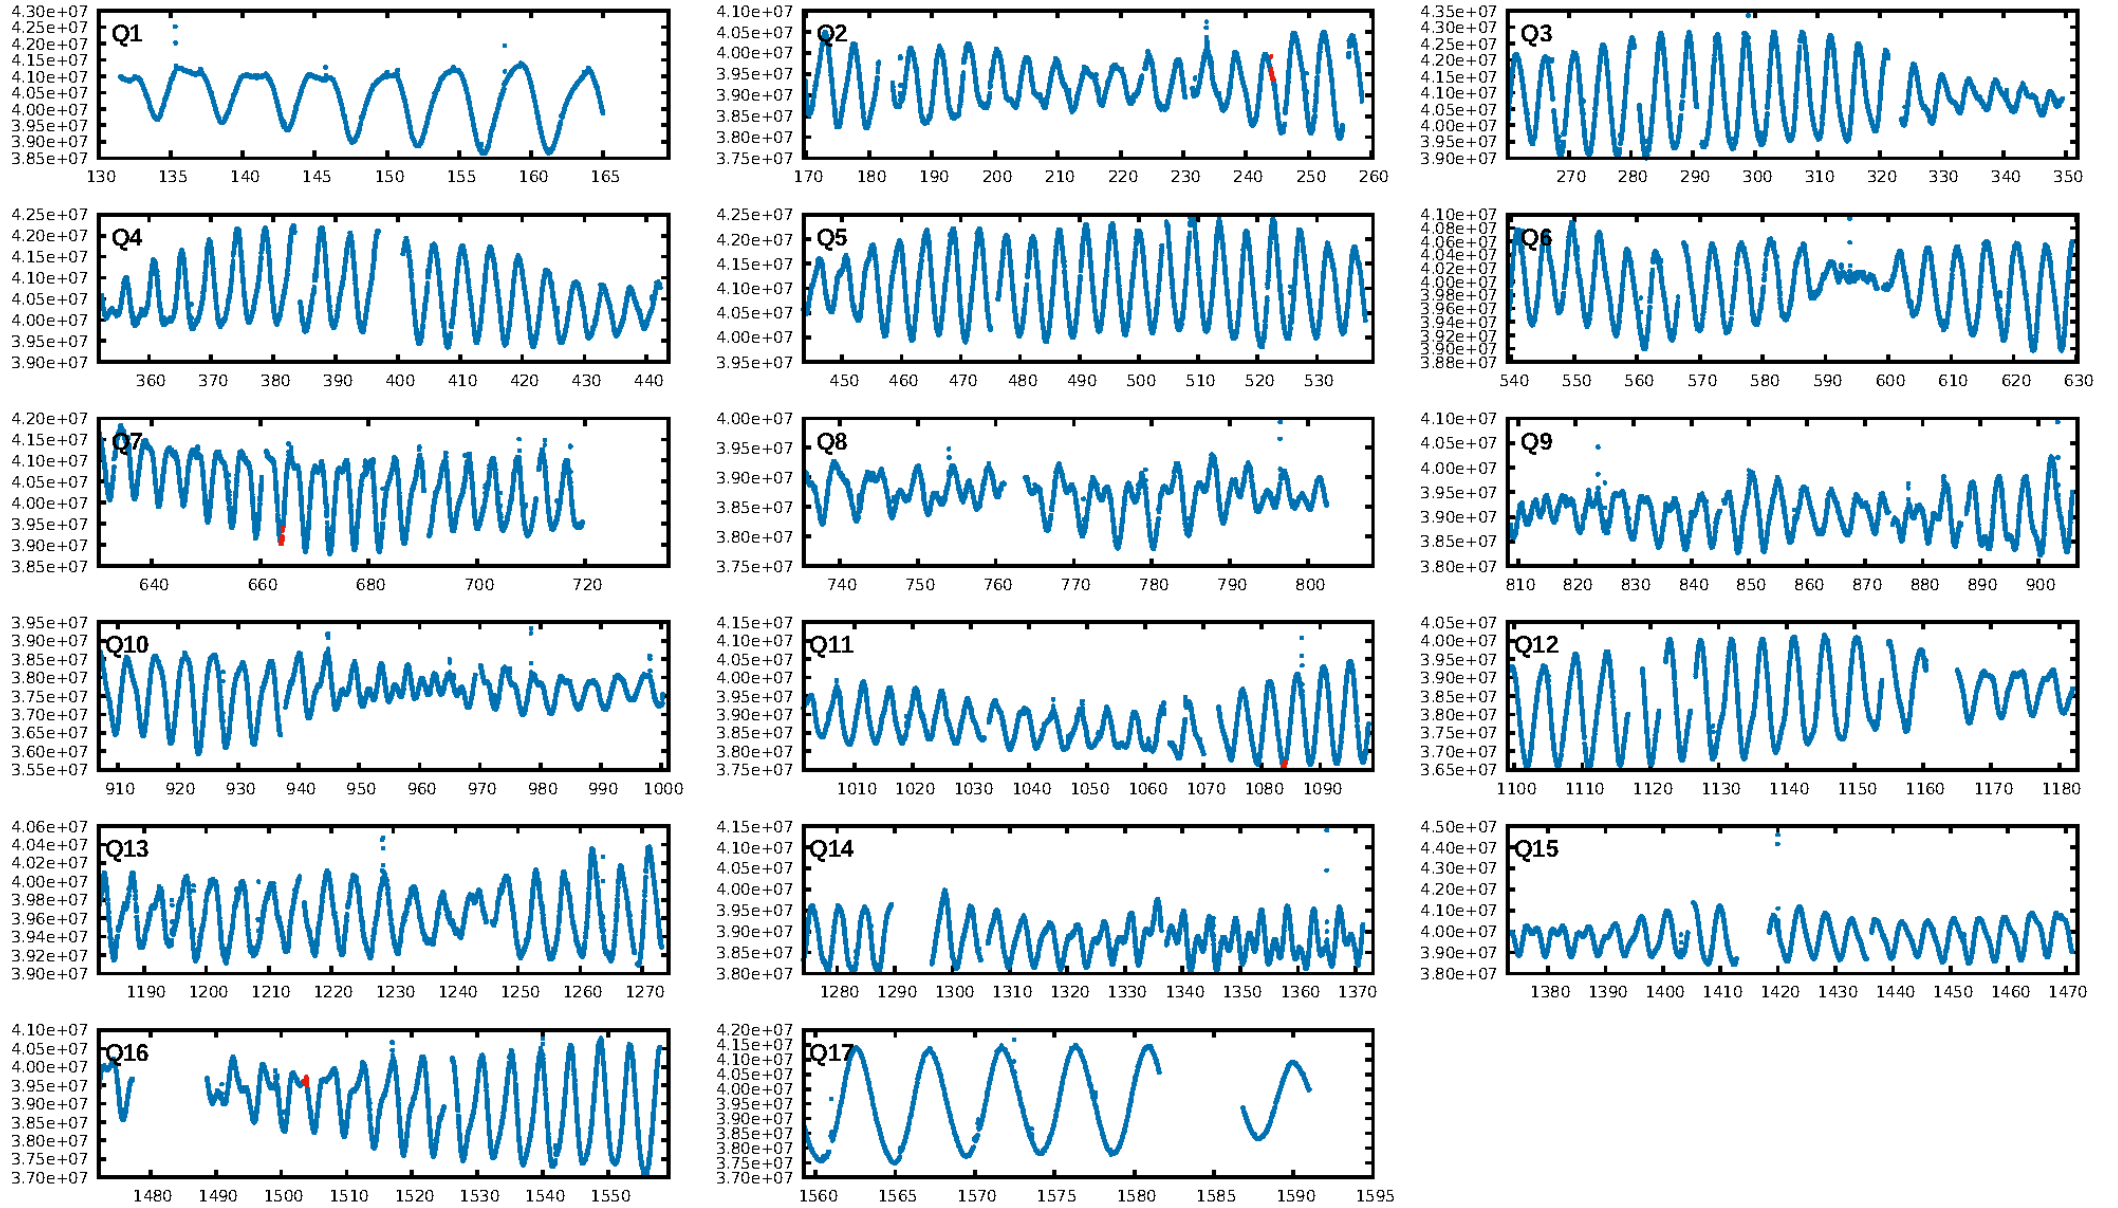 4.30e+07
4.25e+07
4.20e+07
4.15e+07
4.10e+07
4.05e+07
4.00e+07
3.95e+07
3.90e+07
3.85e+07
Q1
130 135 140 145 150 155 160 165
4.10e+07
4.05e+07
4.00e+07
3.95e+07
3.90e+07
3.85e+07
3.80e+07
3.75e+07
Q2
170 180 190 200 210 220 230 240 250 260
4.35e+07
4.30e+07
4.25e+07
4.20e+07
4.15e+07
4.10e+07
4.05e+07
4.00e+07
3.95e+07
3.90e+07
Q3
270 280 290 300 310 320 330 340 350
4.25e+07
4.20e+07
4.15e+07
4.10e+07
4.05e+07
4.00e+07
3.95e+07
3.90e+07
Q4
360 370 380 390 400 410 420 430 440
4.25e+07
4.20e+07
4.15e+07
4.10e+07
4.05e+07
4.00e+07
3.95e+07
Q5
450 460 470 480 490 500 510 520 530
4.10e+07
4.08e+07
4.06e+07
4.04e+07
4.02e+07
4.00e+07
3.98e+07
3.96e+07
3.94e+07
3.92e+07
3.90e+07
3.88e+07
Q6
540 550 560 570 580 590 600 610 620 630
4.20e+07
4.15e+07
4.10e+07
4.05e+07
4.00e+07
3.95e+07
3.90e+07
3.85e+07
Q7
640 660 680 700 720
4.00e+07
3.95e+07
3.90e+07
3.85e+07
3.80e+07
3.75e+07
Q8
740 750 760 770 780 790 800
4.10e+07
4.05e+07
4.00e+07
3.95e+07
3.90e+07
3.85e+07
3.80e+07
Q9
810 820 830 840 850 860 870 880 890 900
3.95e+07
3.90e+07
3.85e+07
3.80e+07
3.75e+07
3.70e+07
3.65e+07
3.60e+07
3.55e+07
Q10
910 920 930 940 950 960 970 980 990 1000
4.15e+07
4.10e+07
4.05e+07
4.00e+07
3.95e+07
3.90e+07
3.85e+07
3.80e+07
3.75e+07
Q11
1010 1020 1030 1040 1050 1060 1070 1080 1090
4.05e+07
4.00e+07
3.95e+07
3.90e+07
3.85e+07
3.80e+07
3.75e+07
3.70e+07
3.65e+07
Q12
1100 1110 1120 1130 1140 1150 1160 1170 1180
4.06e+07
4.04e+07
4.02e+07
4.00e+07
3.98e+07
3.96e+07
3.94e+07
3.92e+07
3.90e+07
Q13
1190 1200 1210 1220 1230 1240 1250 1260 1270
4.15e+07
4.10e+07
4.05e+07
4.00e+07
3.95e+07
3.90e+07
3.85e+07
3.80e+07
Q14
1280 1290 1300 1310 1320 1330 1340 1350 1360 1370
4.50e+07
4.40e+07
4.30e+07
4.20e+07
4.10e+07
4.00e+07
3.90e+07
3.80e+07
Q15
1380 1390 1400 1410 1420 1430 1440 1450 1460 1470
4.10e+07
4.05e+07
4.00e+07
3.95e+07
3.90e+07
3.85e+07
3.80e+07
3.75e+07
3.70e+07
Q16
1480 1490 1500 1510 1520 1530 1540 1550
4.20e+07
4.15e+07
4.10e+07
4.05e+07
4.00e+07
3.95e+07
3.90e+07
3.85e+07
3.80e+07
3.75e+07
3.70e+07
Q17
1560 1565 1570 1575 1580 1585 1590 1595